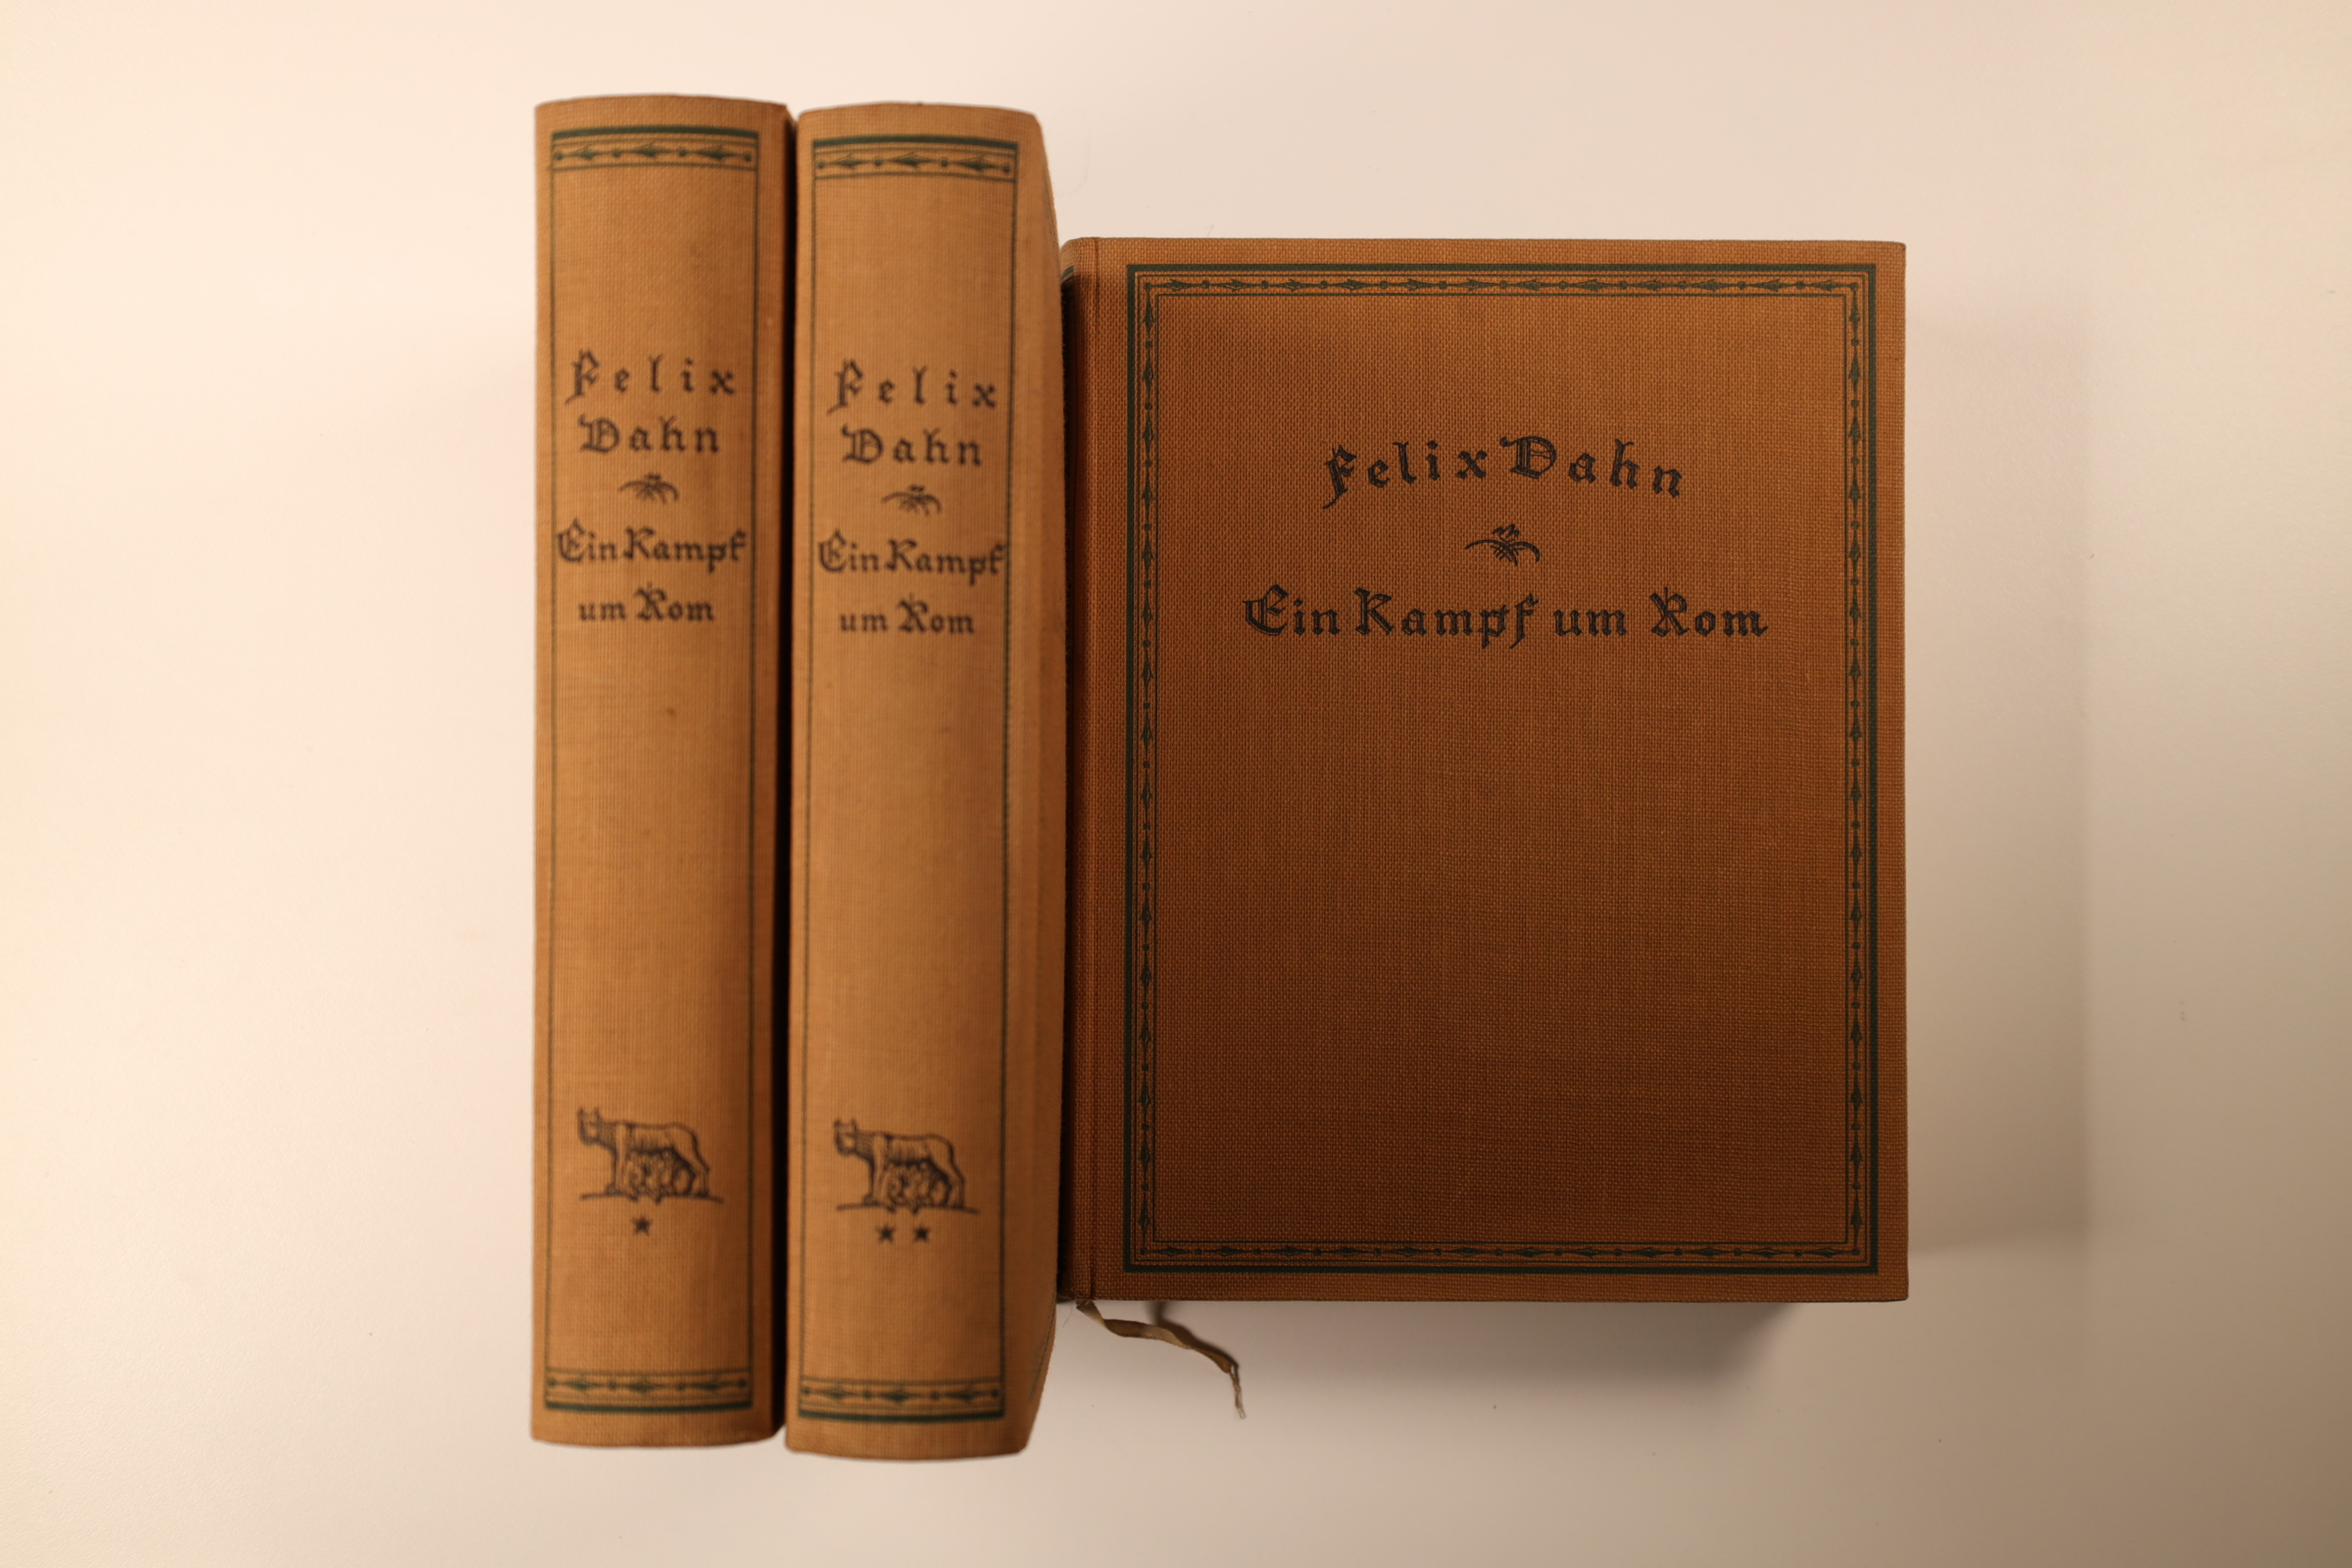 Felix
Dahn
Ein Kampf
um Rom
★
Felix
Dahn
Ein Kampf
um Rom
★★
Felix Dahn
Ein Kampf um Rom